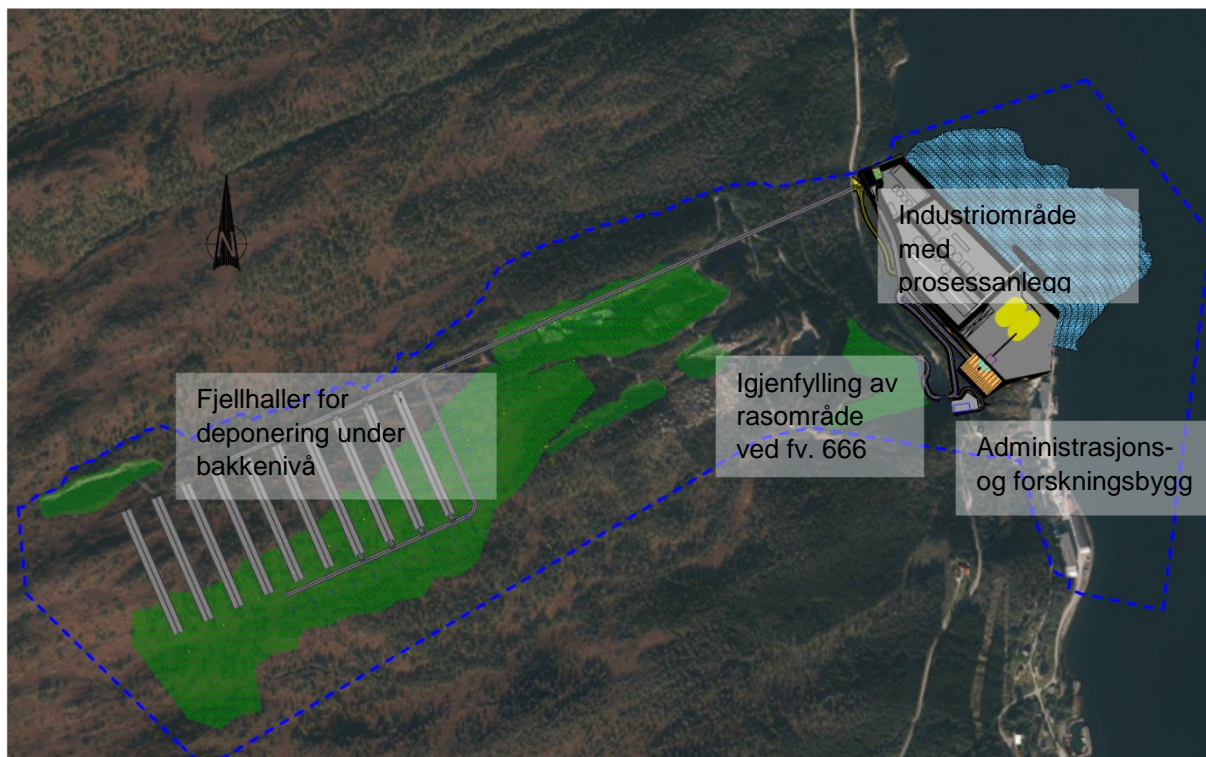 Industriområde
med
prosessanlegg
Fjellhaller for
deponering under
bakkenivå
Igjenfylling av
rasområde
ved fv. 666
Administrasjons-
og forskningsbygg
N